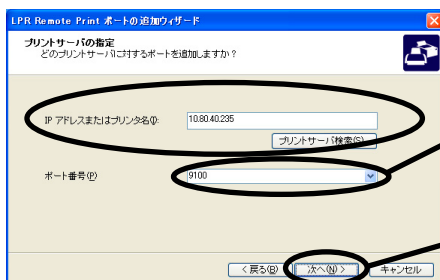 LPR Remote Print ポートの追加ウィザード
プリントサーバの指定
どのプリントサーバに対するポートを追加しますか？
IP アドレスまたはプリンタ名(I):
10.80.40.235
プリントサーバ検索(S)
ポート番号(P)
9100
< 戻る(B)
次へ(N) >
キャンセル